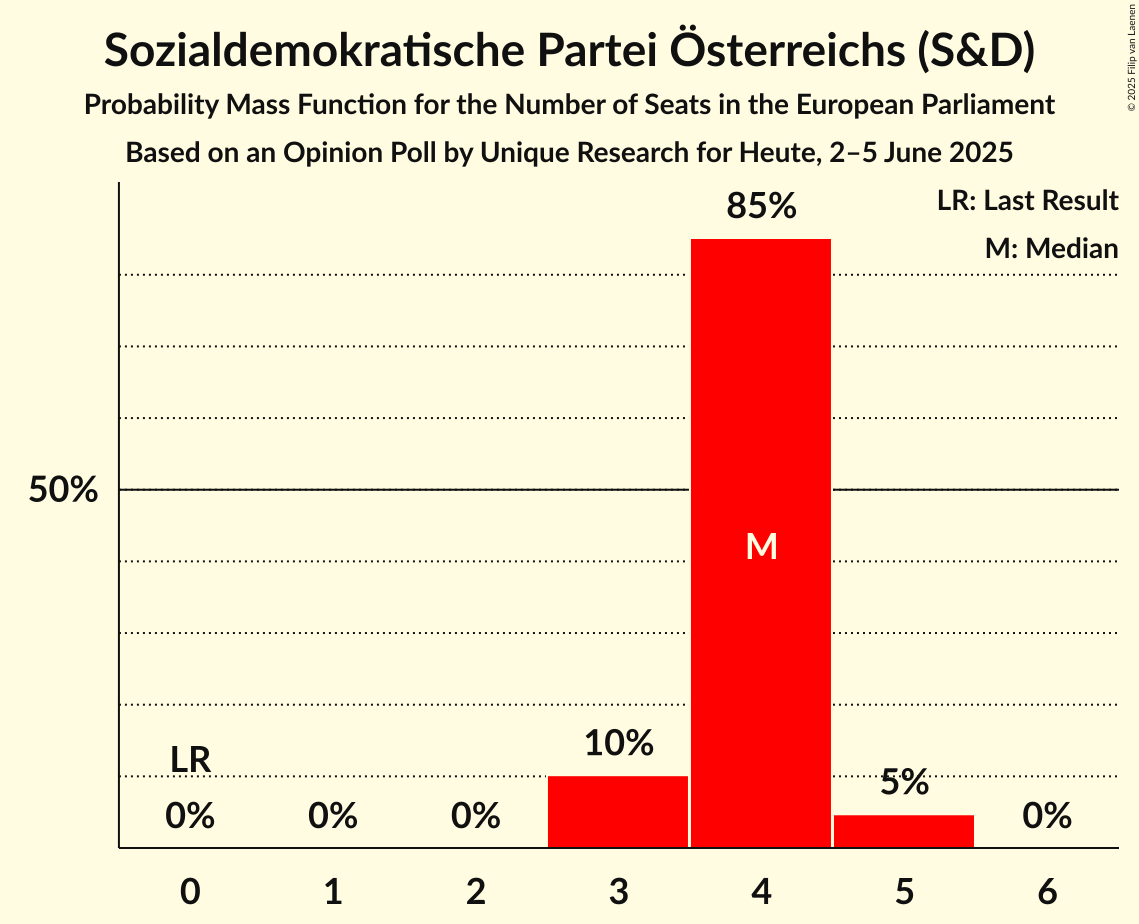 Sozialdemokratische Partei Österreichs (S&D)
Probability Mass Function for the Number of Seats in the European Parliament
Based on an Opinion Poll by Unique Research for Heute, 2–5 June 2025
© 2025 Filip van Laenen
LR: Last Result
M: Median
85%
50%
M
LR
10%
5%
0% 0% 0% 0%
0 1 2 3 4 5 6